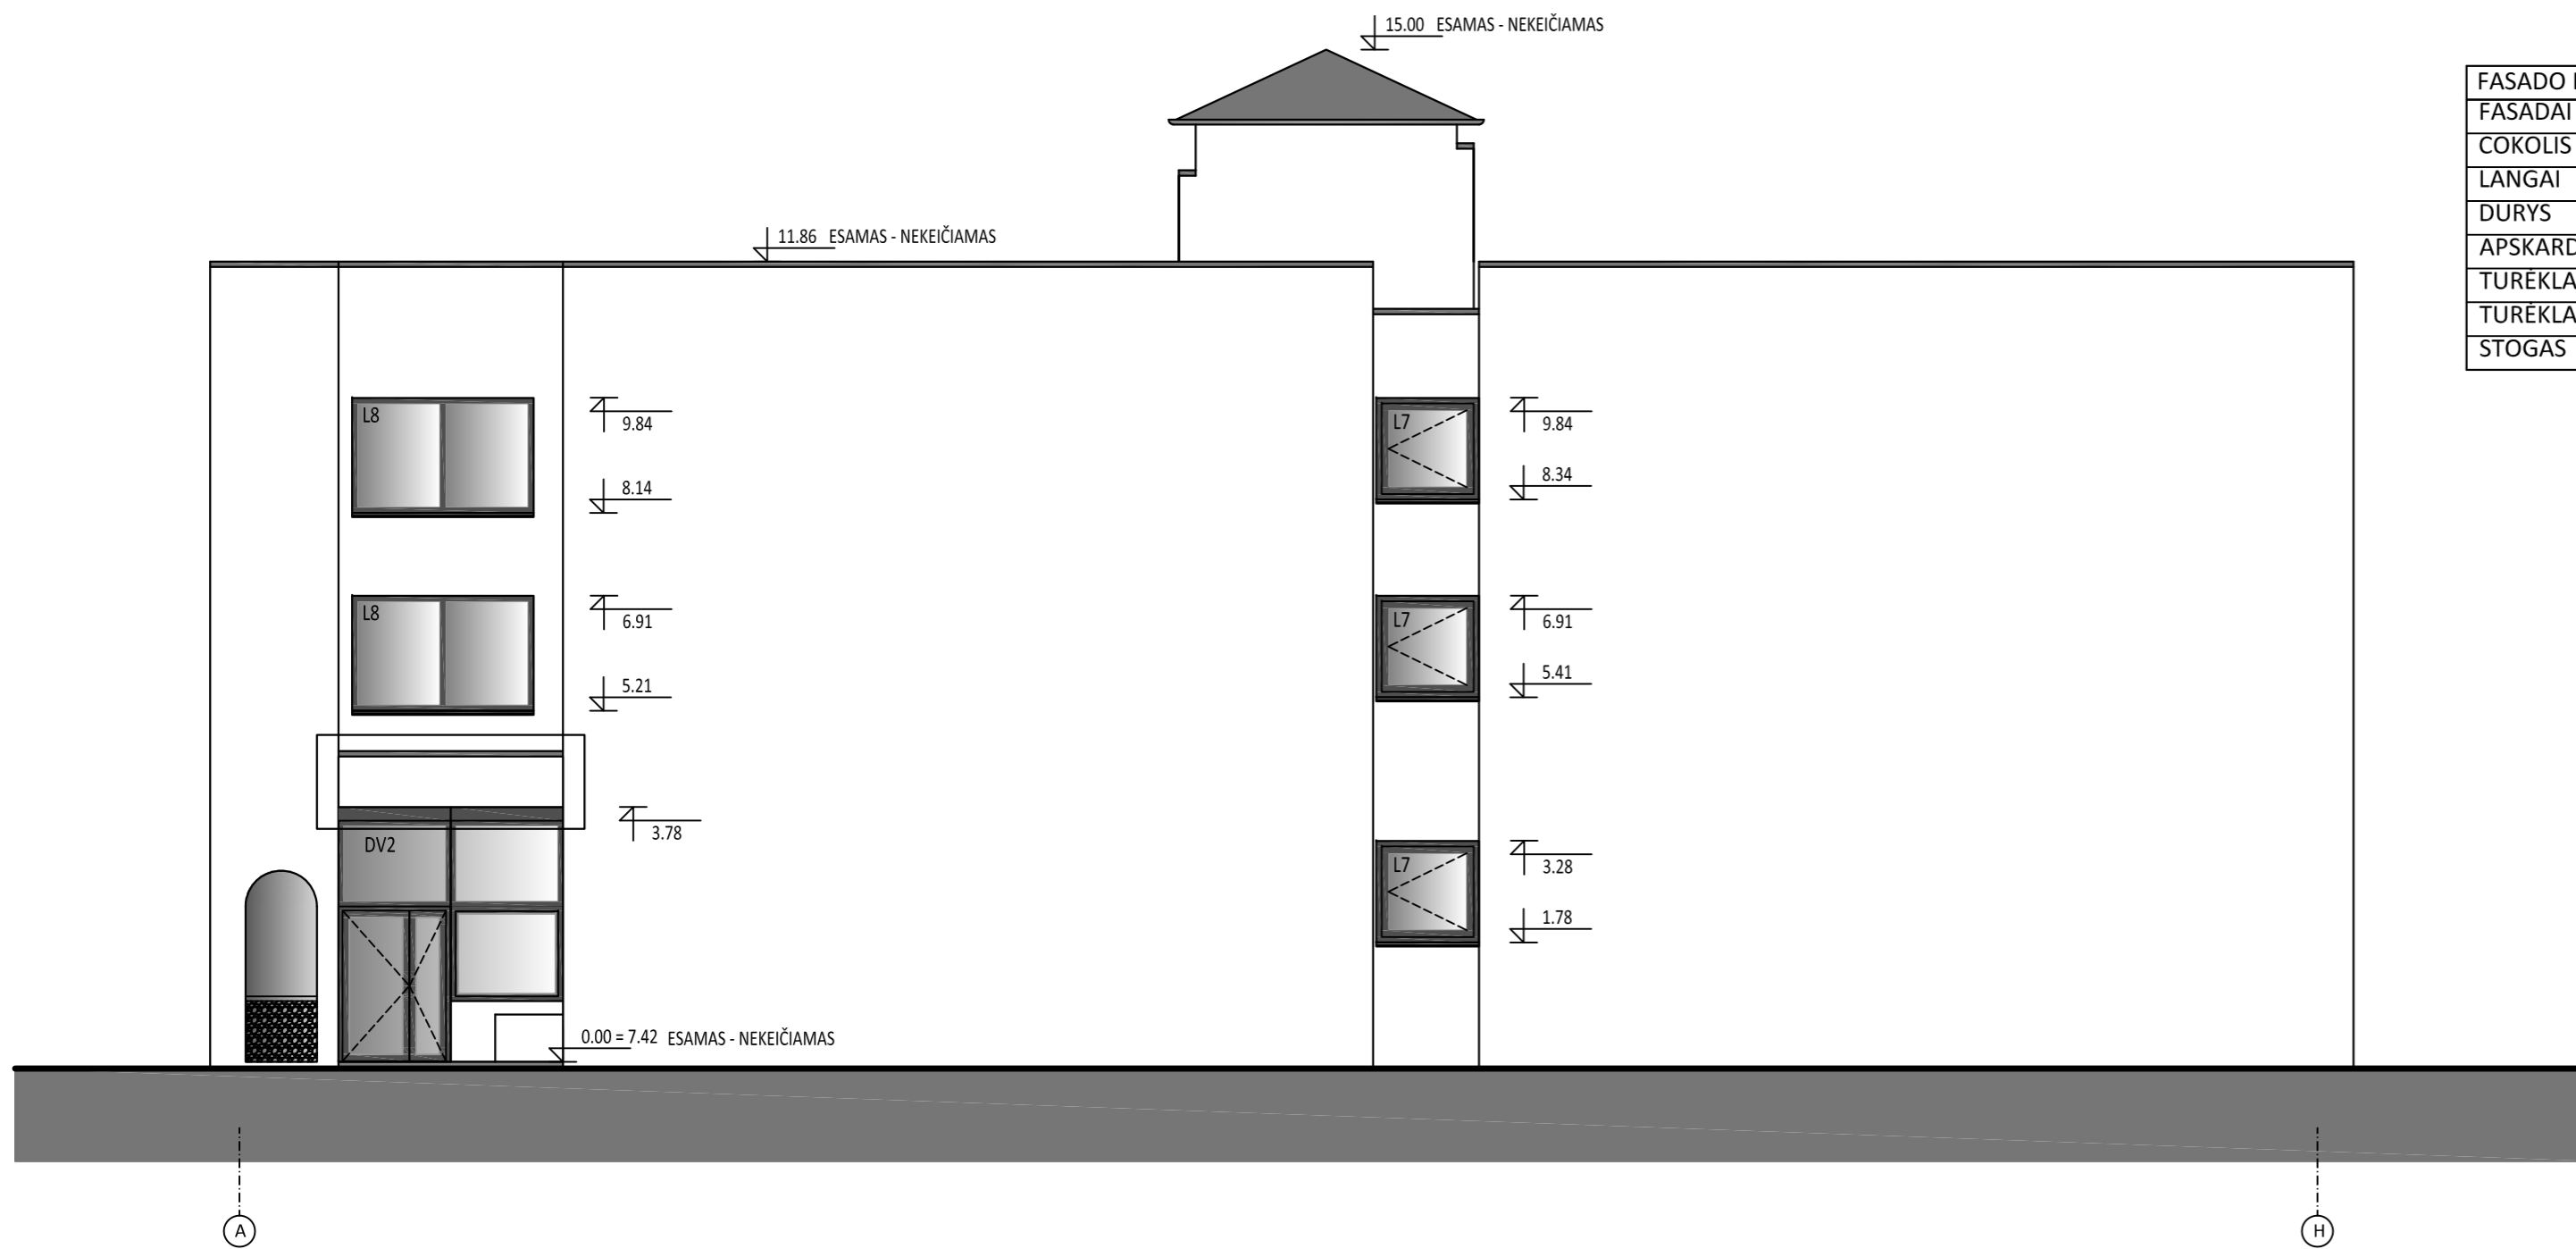 15.00 ESAMAS - NEKEIČIAMAS
FASADO
FASADAI
COKOLIS
LANGAI
DURYS
APSKARD
TURĖKLA
TURĖKLA
STOGAS
11.86 ESAMAS - NEKEIČIAMAS
L8
9.84
8.14
L7
9.84
8.34
L8
6.91
5.21
L7
6.91
5.41
3.78
DV2
L7
3.28
1.78
0.00 = 7.42 ESAMAS - NEKEIČIAMAS
A
H